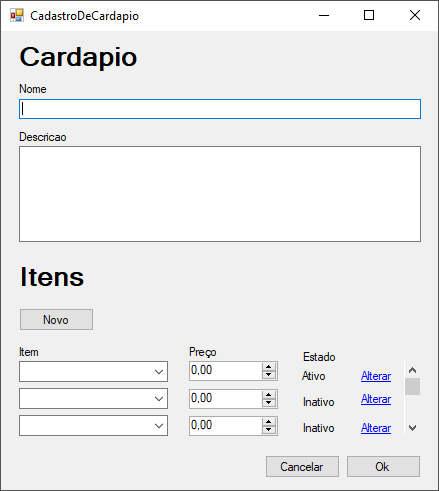 CadastroDeCardapio
Cardapio
Nome
Descricao
Itens
Novo
Item Preço Estado
0,00 Ativo Alterar
0,00 Inativo Alterar
0,00 Inativo Alterar
Cancelar Ok